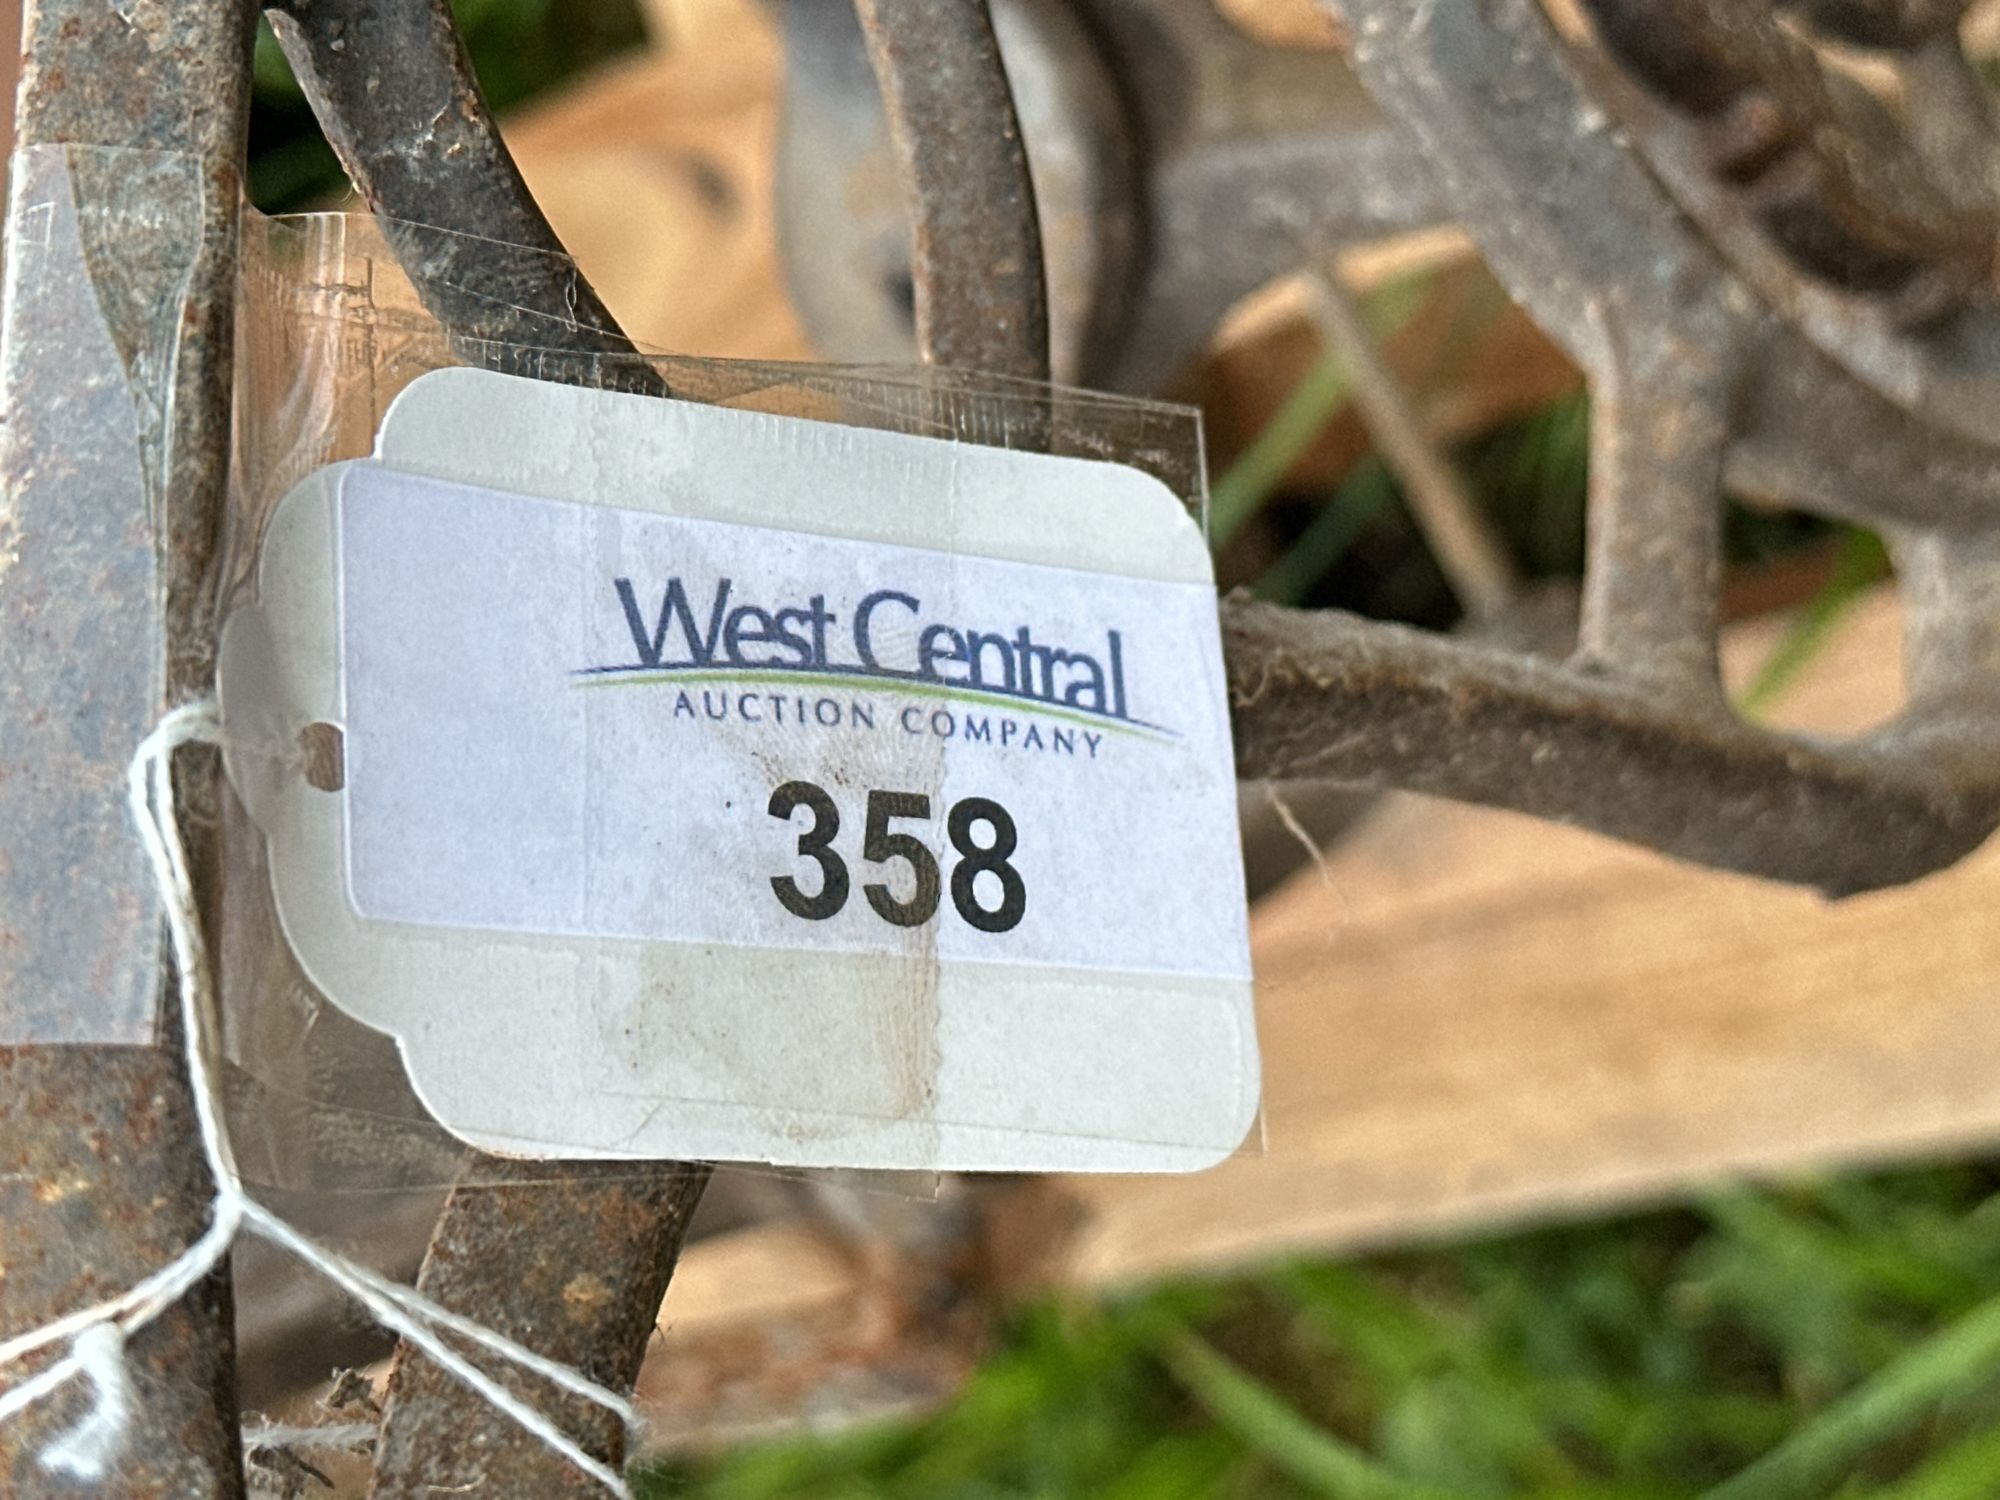 West Central
AUCTION COMPANY
358